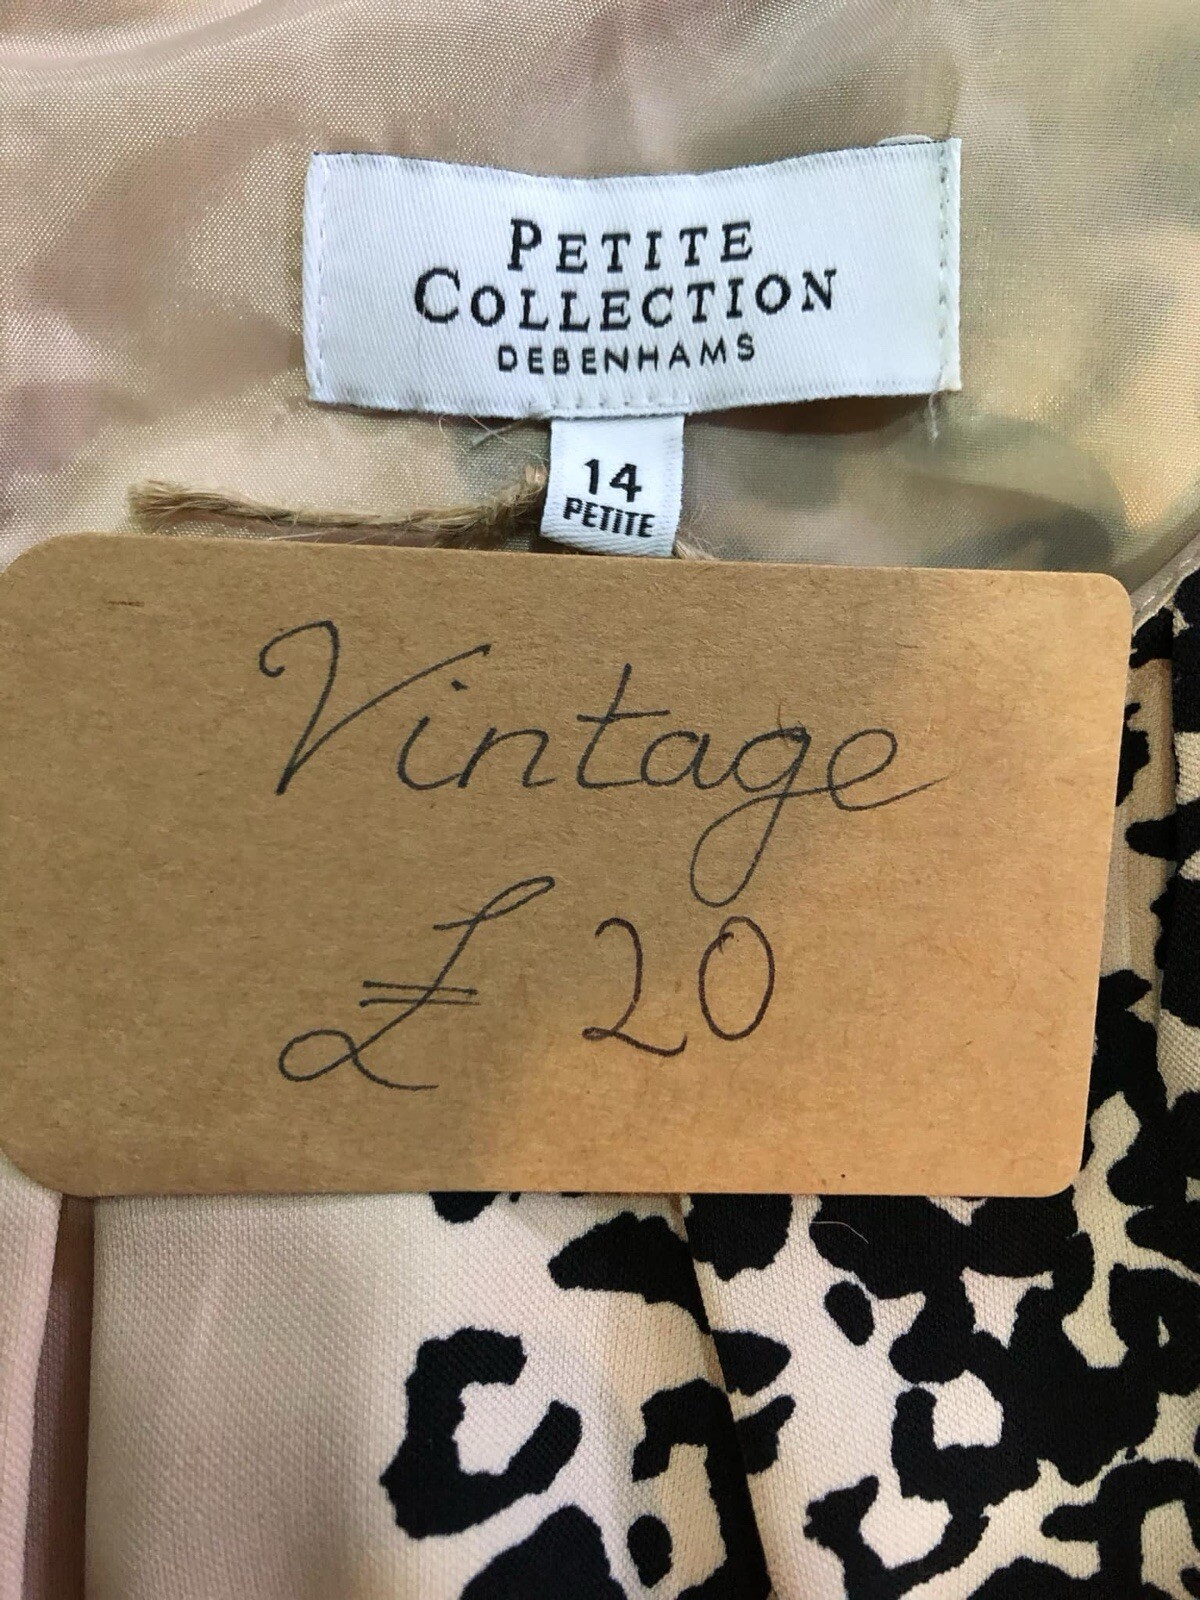 PETITE
COLLECTION
DEBENHAMS
14
PETITE
Vintage
£20